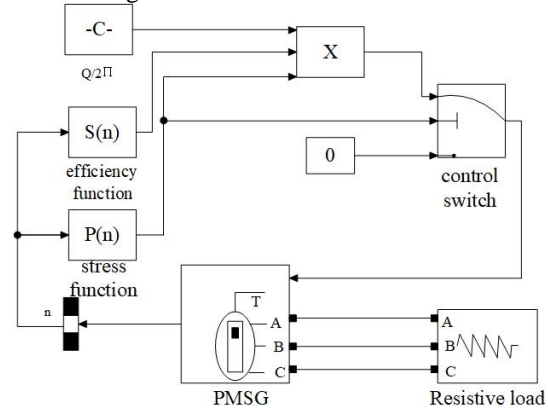 -C-
X
Q/2Π
S(n)
efficiency
function
0
control
switch
P(n)
stress
function
n
T
A
B
C
A
B
C
PMSG
Resistive load